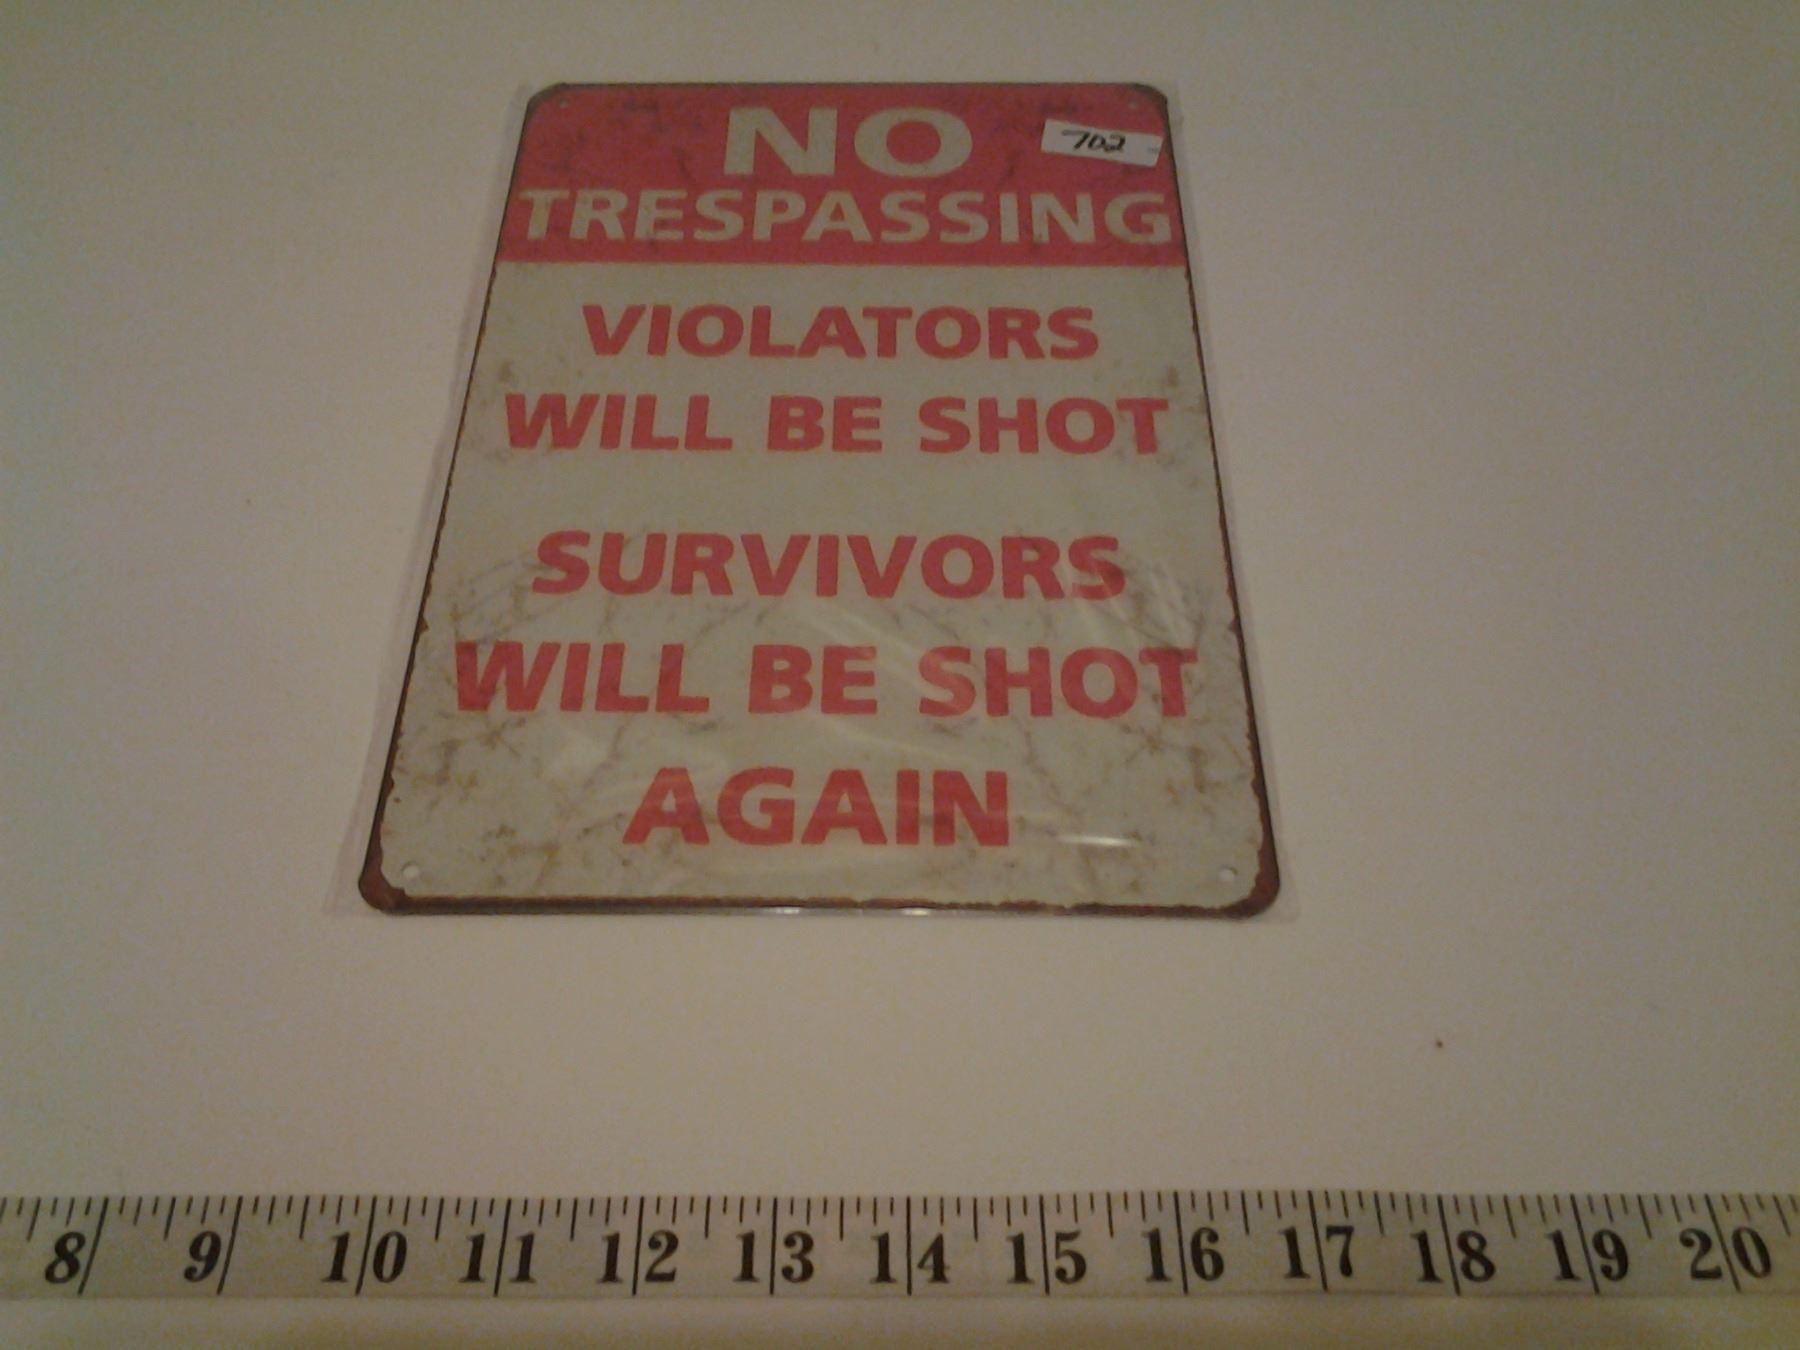 NO
702
TRESPASSING
VIOLATORS
WILL BE SHOT
SURVIVORS
WILL BE SHOT
AGAIN
8 9 10 11 12 13 14 15 16 17 18 19 20